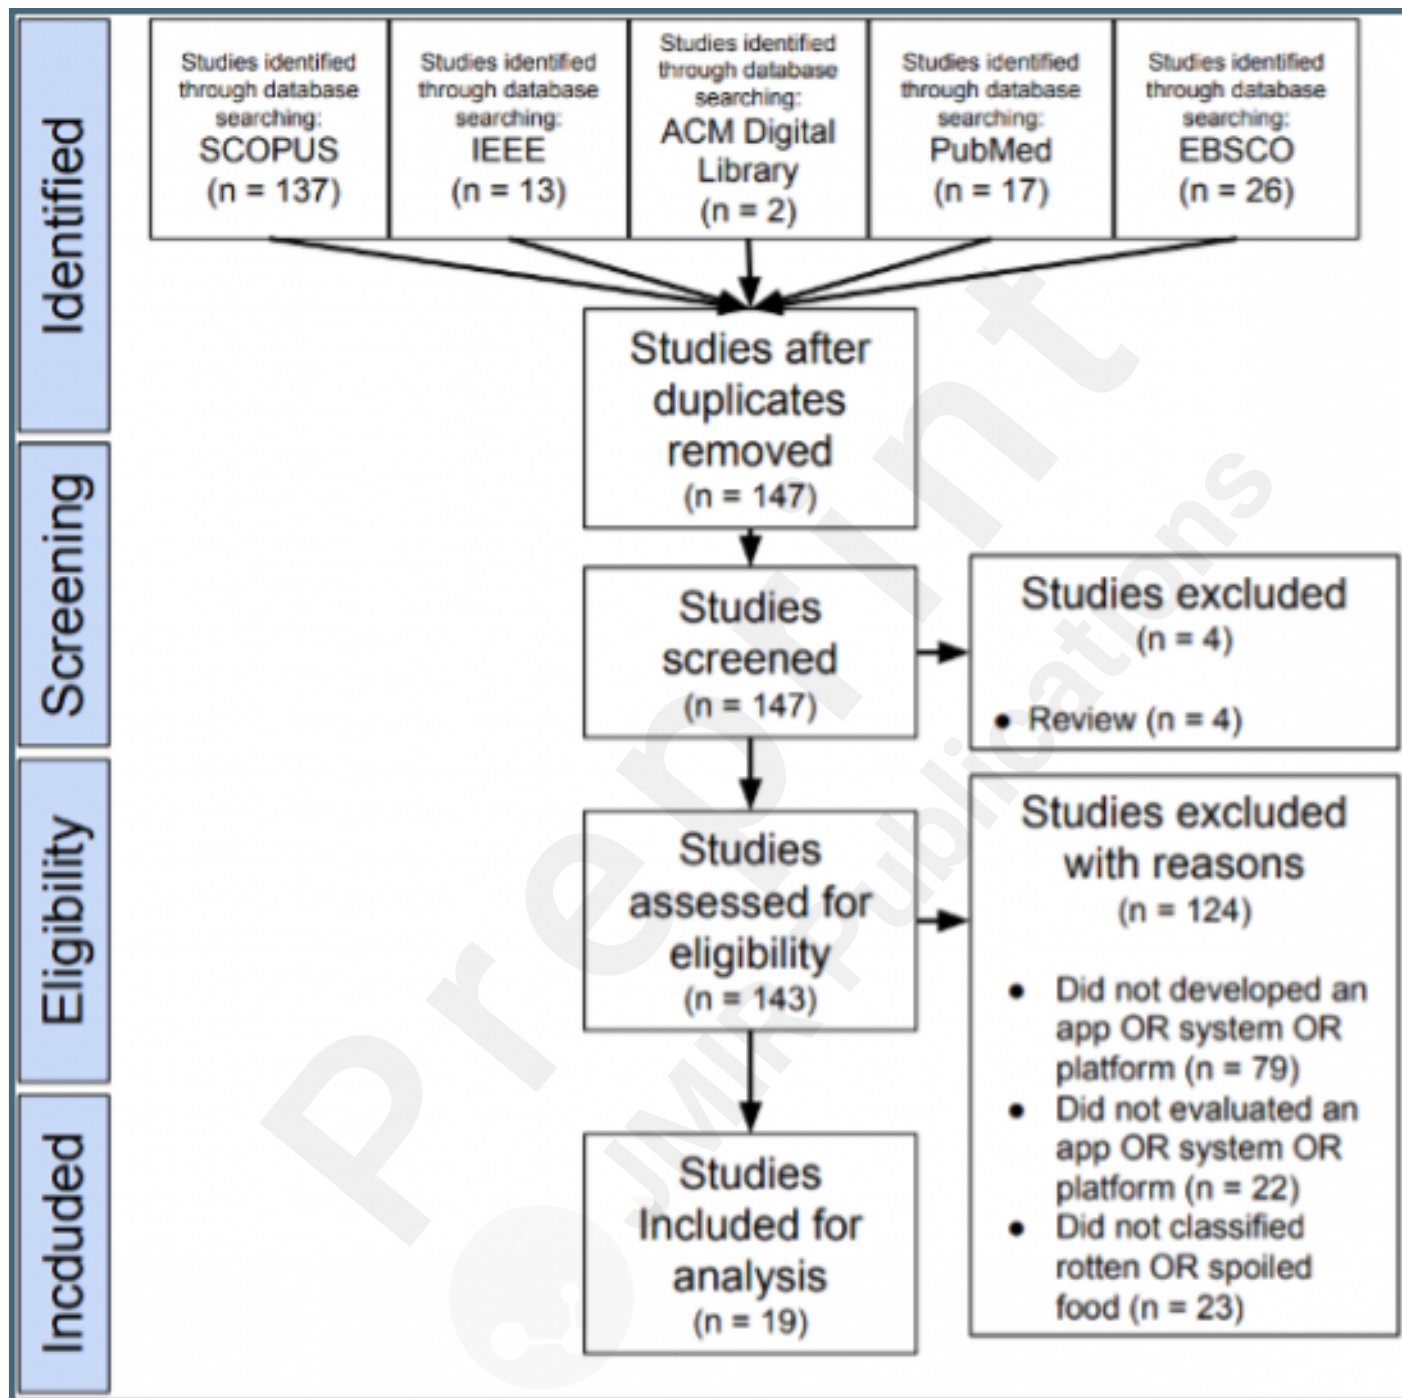 Identified
Studies identified
through database
searching:
SCOPUS
(n = 137)
Studies identified
through database
searching:
IEEE
(n = 13)
Studies identified
through database
searching:
ACM Digital
Library
(n = 2)
Studies identified
through database
searching:
PubMed
(n = 17)
Studies identified
through database
searching:
EBSCO
(n = 26)
Studies after
duplicates
removed
(n = 147)
Screening
Studies
screened
(n = 147)
Studies excluded
(n = 4)
● Review (n = 4)
Eligibility
Studies
assessed for
eligibility
(n = 143)
Studies excluded
with reasons
(n = 124)
● Did not developed an
app OR system OR
platform (n = 79)
● Did not evaluated an
app OR system OR
platform (n = 22)
● Did not classified
rotten OR spoiled
food (n = 23)
Incduded
Studies
Included for
analysis
(n = 19)
Preprint
JMIR Publications